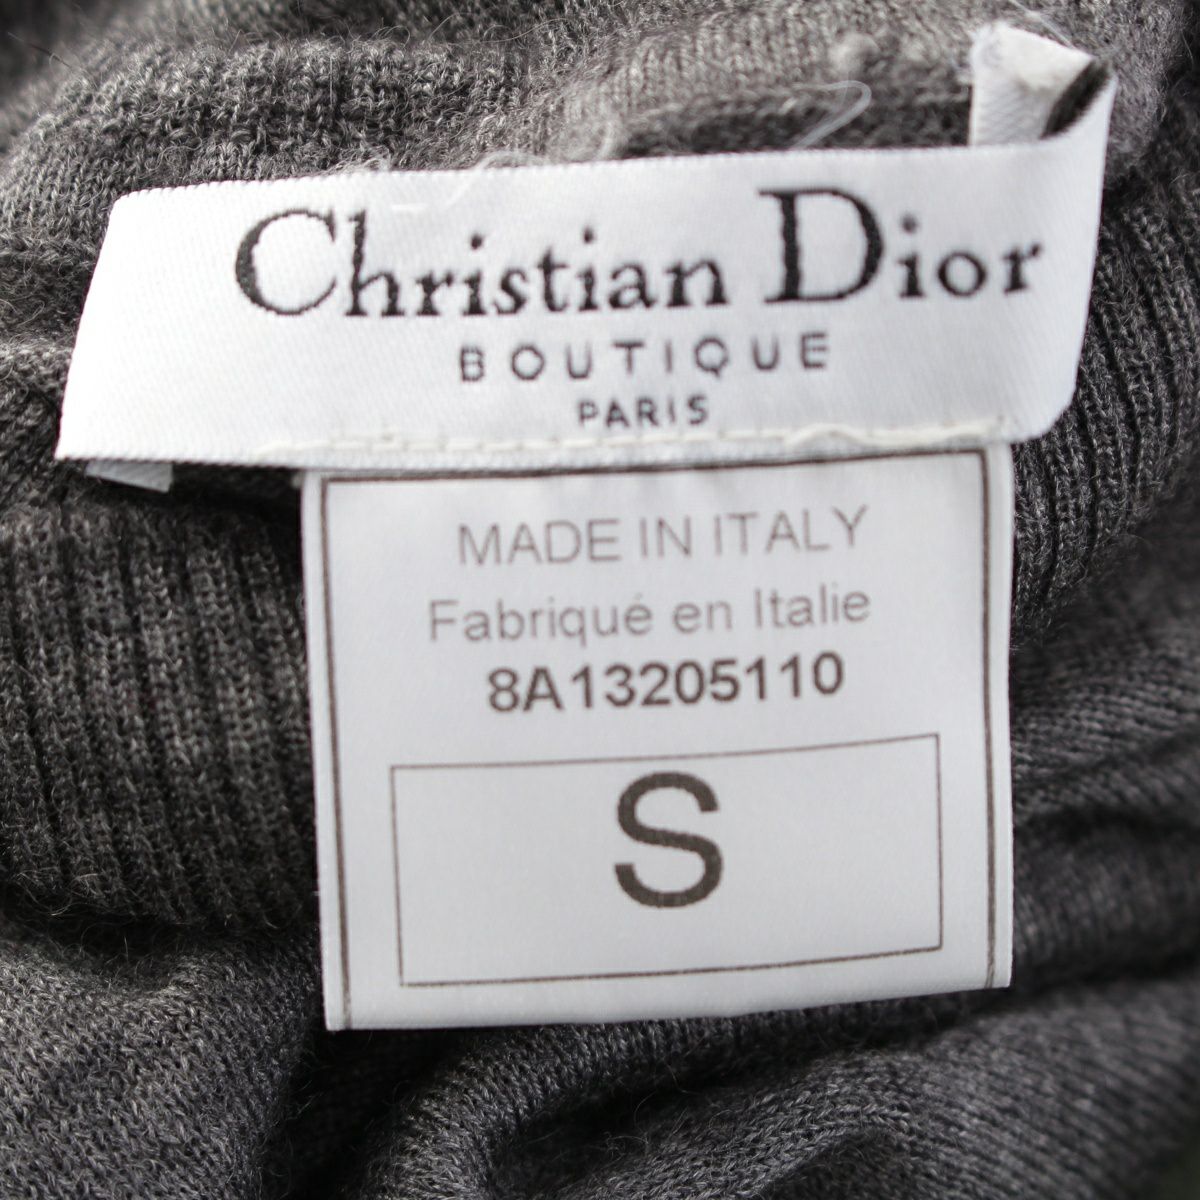 Christian Dior
BOUTIQUE
PARIS
MADE IN ITALY
Fabriqué en Italie
8A13205110
S